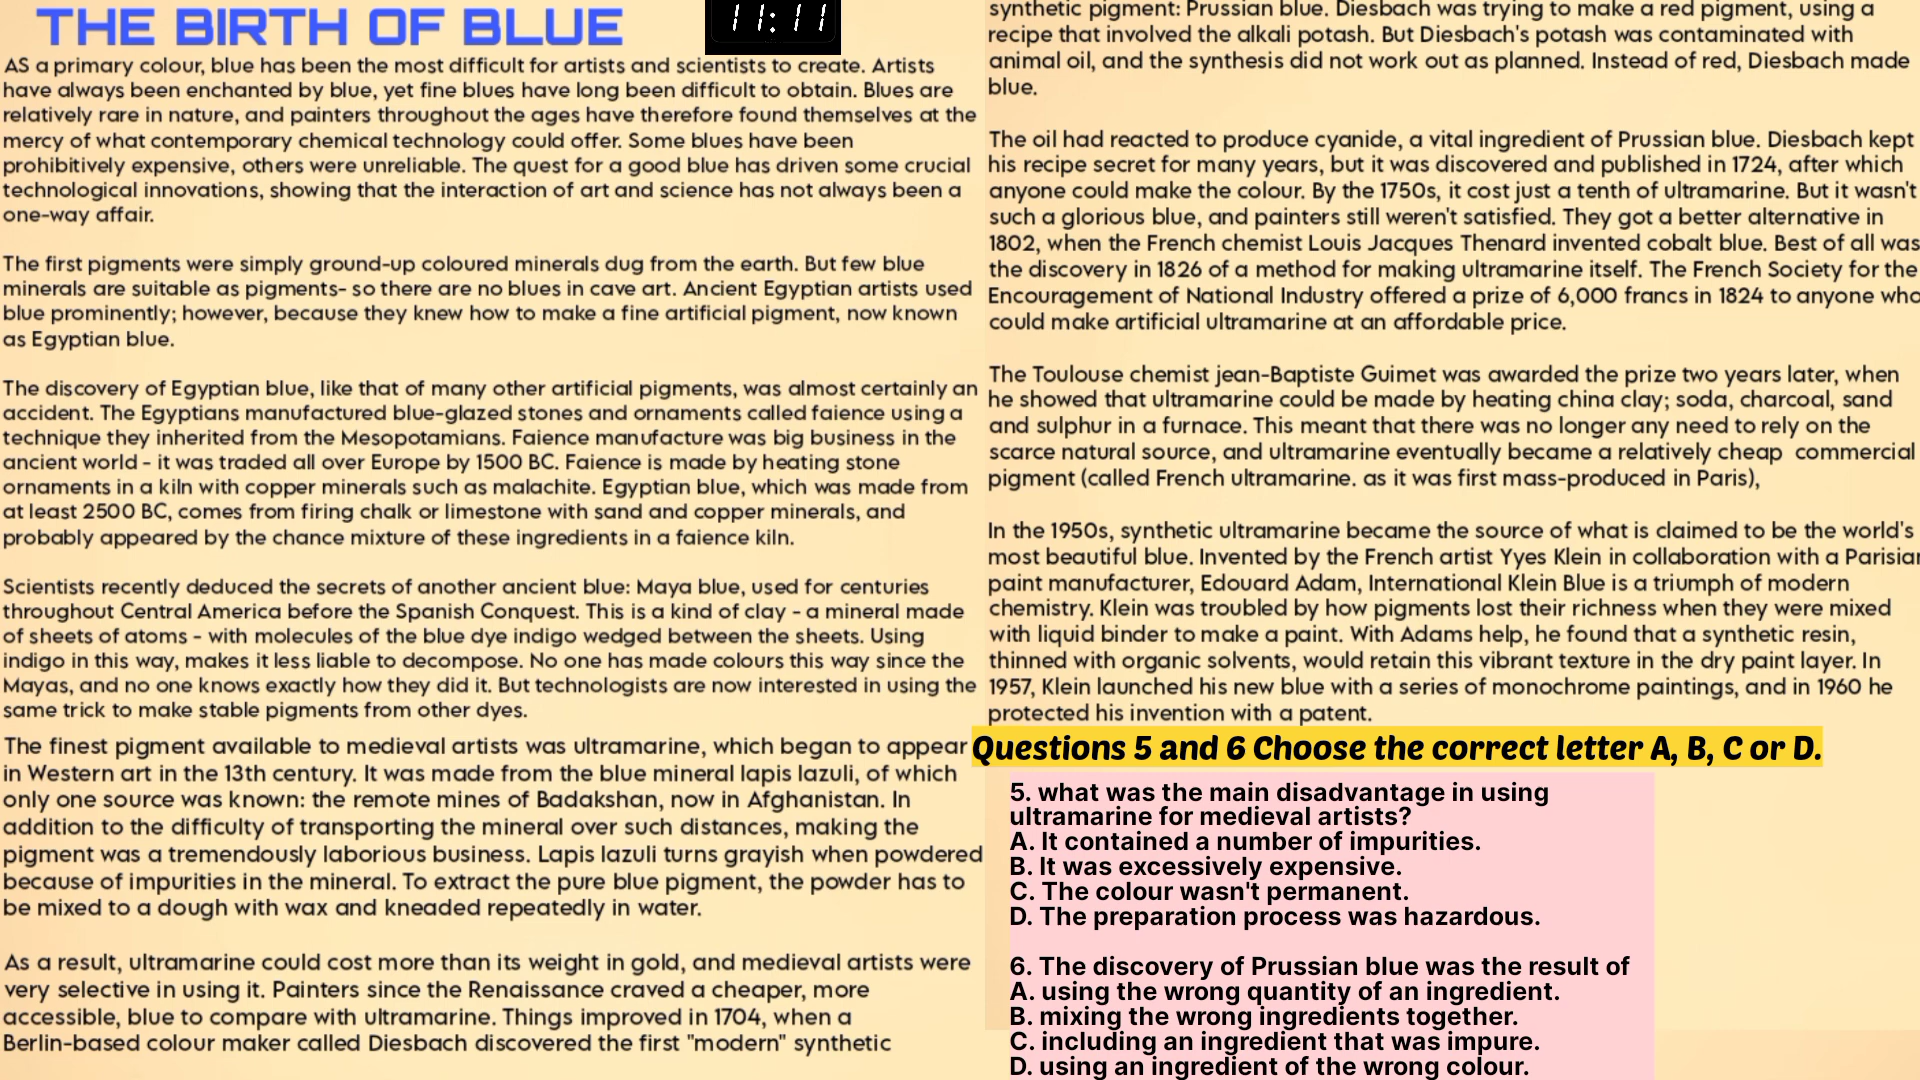 THE BIRTH OF BLUE
11:11
AS a primary colour, blue has been the most difficult for artists and scientists to create. Artists
have always been enchanted by blue, yet fine blues have long been difficult to obtain. Blues are
relatively rare in nature, and painters throughout the ages have therefore found themselves at the
mercy of what contemporary chemical technology could offer. Some blues have been
prohibitively expensive, others were unreliable. The quest for a good blue has driven some crucial
technological innovations, showing that the interaction of art and science has not always been a
one-way affair.
The first pigments were simply ground-up coloured minerals dug from the earth. But few blue
minerals are suitable as pigments- so there are no blues in cave art. Ancient Egyptian artists used
blue prominently; however, because they knew how to make a fine artificial pigment, now known
as Egyptian blue.
The discovery of Egyptian blue, like that of many other artificial pigments, was almost certainly an
accident. The Egyptians manufactured blue-glazed stones and ornaments called faience using a
technique they inherited from the Mesopotamians. Faience manufacture was big business in the
ancient world - it was traded all over Europe by 1500 BC. Faience is made by heating stone
ornaments in a kiln with copper minerals such as malachite. Egyptian blue, which was made from
at least 2500 BC, comes from firing chalk or limestone with sand and copper minerals, and
probably appeared by the chance mixture of these ingredients in a faience kiln.
Scientists recently deduced the secrets of another ancient blue: Maya blue, used for centuries
throughout Central America before the Spanish Conquest. This is a kind of clay - a mineral made
of sheets of atoms - with molecules of the blue dye indigo wedged between the sheets. Using
indigo in this way, makes it less liable to decompose. No one has made colours this way since the
Mayas, and no one knows exactly how they did it. But technologists are now interested in using the
same trick to make stable pigments from other dyes.
The finest pigment available to medieval artists was ultramarine, which began to appear
in Western art in the 13th century. It was made from the blue mineral lapis lazuli, of which
only one source was known: the remote mines of Badakshan, now in Afghanistan. In
addition to the difficulty of transporting the mineral over such distances, making the
pigment was a tremendously laborious business. Lapis lazuli turns grayish when powdered
because of impurities in the mineral. To extract the pure blue pigment, the powder has to
be mixed to a dough with wax and kneaded repeatedly in water.
As a result, ultramarine could cost more than its weight in gold, and medieval artists were
very selective in using it. Painters since the Renaissance craved a cheaper, more
accessible, blue to compare with ultramarine. Things improved in 1704, when a
Berlin-based colour maker called Diesbach discovered the first "modern" synthetic
synthetic pigment: Prussian blue. Diesbach was trying to make a red pigment, using a
recipe that involved the alkali potash. But Diesbach's potash was contaminated with
animal oil, and the synthesis did not work out as planned. Instead of red, Diesbach made
blue.
The oil had reacted to produce cyanide, a vital ingredient of Prussian blue. Diesbach kept
his recipe secret for many years, but it was discovered and published in 1724, after which
anyone could make the colour. By the 1750s, it cost just a tenth of ultramarine. But it wasn't
such a glorious blue, and painters still weren't satisfied. They got a better alternative in
1802, when the French chemist Louis Jacques Thenard invented cobalt blue. Best of all was
the discovery in 1826 of a method for making ultramarine itself. The French Society for the
Encouragement of National Industry offered a prize of 6,000 francs in 1824 to anyone who
could make artificial ultramarine at an affordable price.
The Toulouse chemist jean-Baptiste Guimet was awarded the prize two years later, when
he showed that ultramarine could be made by heating china clay; soda, charcoal, sand
and sulphur in a furnace. This meant that there was no longer any need to rely on the
scarce natural source, and ultramarine eventually became a relatively cheap commercial
pigment (called French ultramarine. as it was first mass-produced in Paris),
In the 1950s, synthetic ultramarine became the source of what is claimed to be the world's
most beautiful blue. Invented by the French artist Yyes Klein in collaboration with a Parisian
paint manufacturer, Edouard Adam, International Klein Blue is a triumph of modern
chemistry. Klein was troubled by how pigments lost their richness when they were mixed
with liquid binder to make a paint. With Adams help, he found that a synthetic resin,
thinned with organic solvents, would retain this vibrant texture in the dry paint layer. In
1957, Klein launched his new blue with a series of monochrome paintings, and in 1960 he
protected his invention with a patent.
Questions 5 and 6 Choose the correct letter A, B, C or D.
5. what was the main disadvantage in using
ultramarine for medieval artists?
A. It contained a number of impurities.
B. It was excessively expensive.
C. The colour wasn't permanent.
D. The preparation process was hazardous.
6. The discovery of Prussian blue was the result of
A. using the wrong quantity of an ingredient.
B. mixing the wrong ingredients together.
C. including an ingredient that was impure.
D. using an ingredient of the wrong colour.